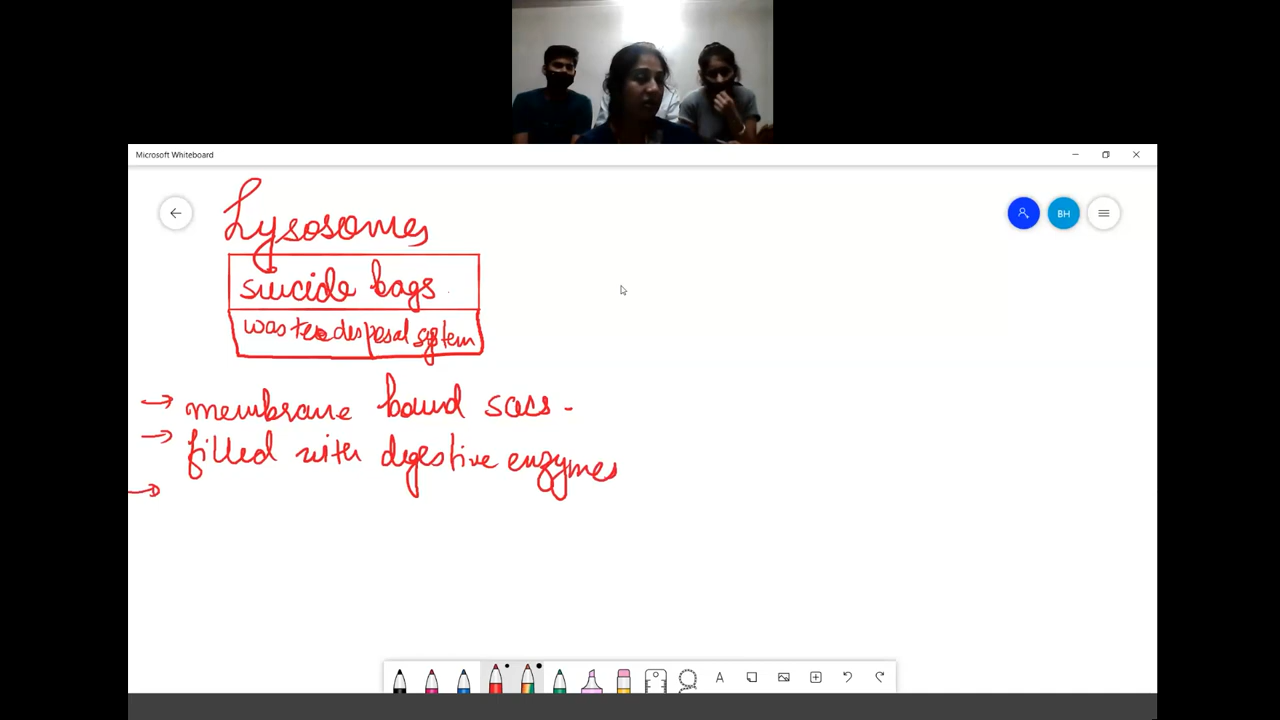 Microsoft Whiteboard
BH
Lysosomes
suicide bags
waste disposal system
→ membrane bound sacs -
→ filled with digestive enzymes
→
A